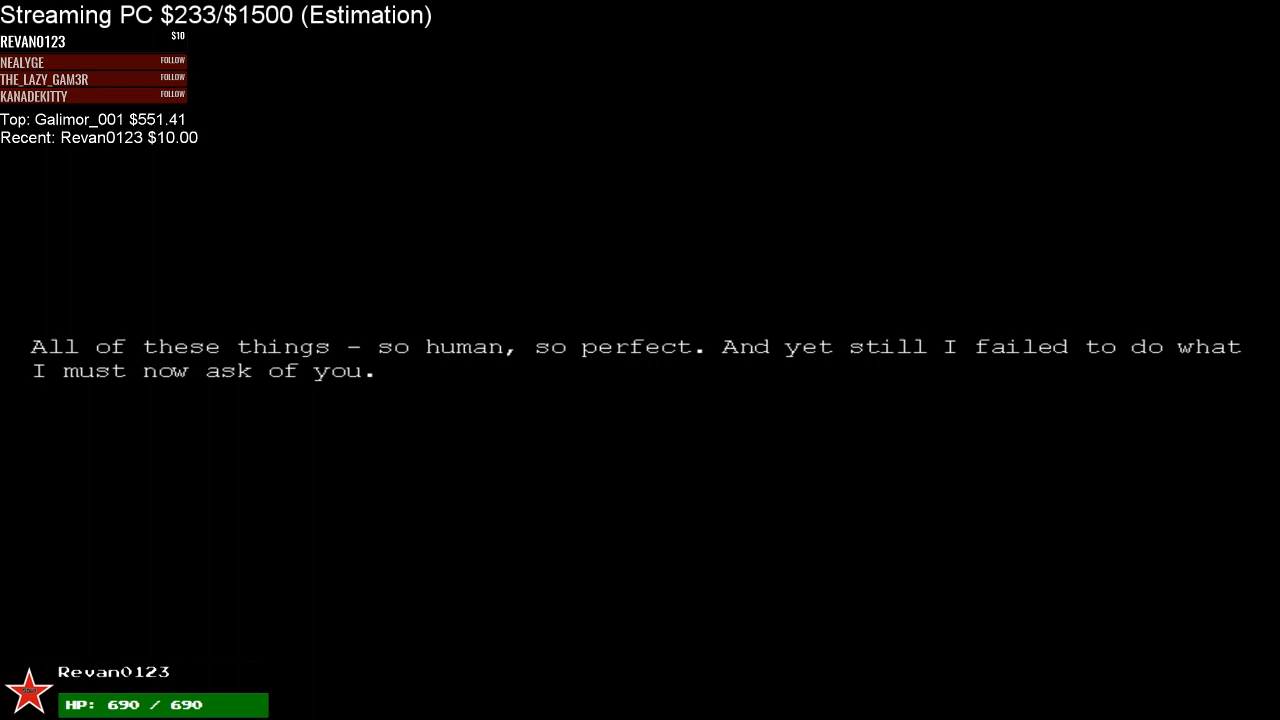 Streaming PC $233/$1500 (Estimation)
REVAN0123 $10
NEALYGE FOLLOW
THE_LAZY_GAM3R FOLLOW
KANADEKITTY FOLLOW
Top: Galimor_001 $551.41
Recent: Revan0123 $10.00
All of these things - so human, so perfect. And yet still I failed to do what
I must now ask of you.
Revan0123
HP: 690 / 690